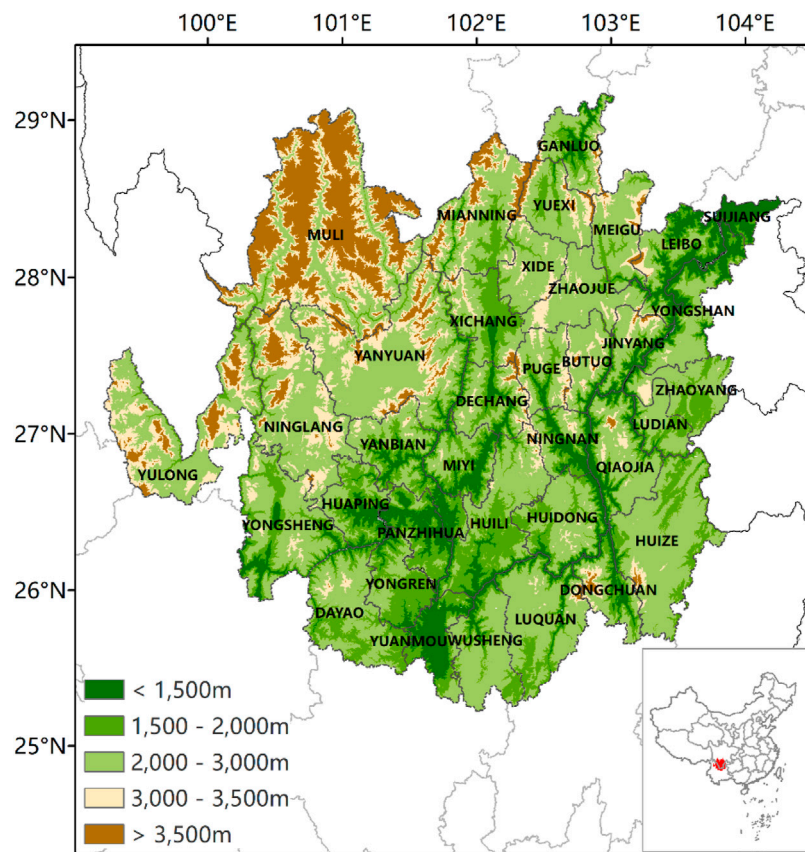 100°E 101°E 102°E 103°E 104°E
29°N
28°N
27°N
26°N
25°N
GANLUO
MIANNING
YUEXI
SUIJIANG
MULI
MEIGU
LEIBO
XIDE
ZHAOJUE
YONGSHAN
XICHANG
JINYANG
YANYUAN
PUGE
BUTUO
ZHAOYANG
DECHANG
NINGLANG
YANBIAN
NINGNAN
LUDIAN
YULONG
MIYI
QIAOJIA
HUAPING
YONGSHENG
PANZHIHUA
HUILI
HUIDONG
HUIZE
YONGREN
DONGCHUAN
DAYAO
LUQUAN
YUANMOU
WUSHENG
< 1,500m
1,500 - 2,000m
2,000 - 3,000m
3,000 - 3,500m
> 3,500m